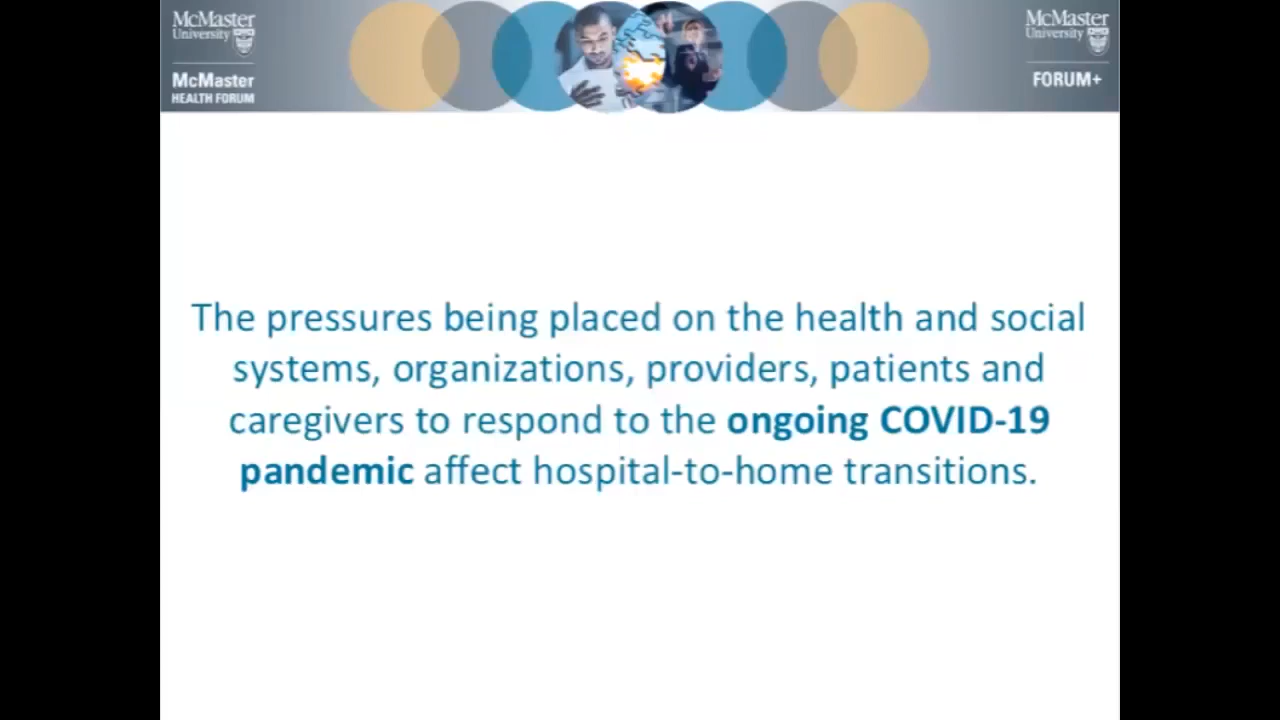 McMaster
University
McMaster
HEALTH FORUM
McMaster
University
FORUM+
The pressures being placed on the health and social
systems, organizations, providers, patients and
caregivers to respond to the ongoing COVID-19
pandemic affect hospital-to-home transitions.